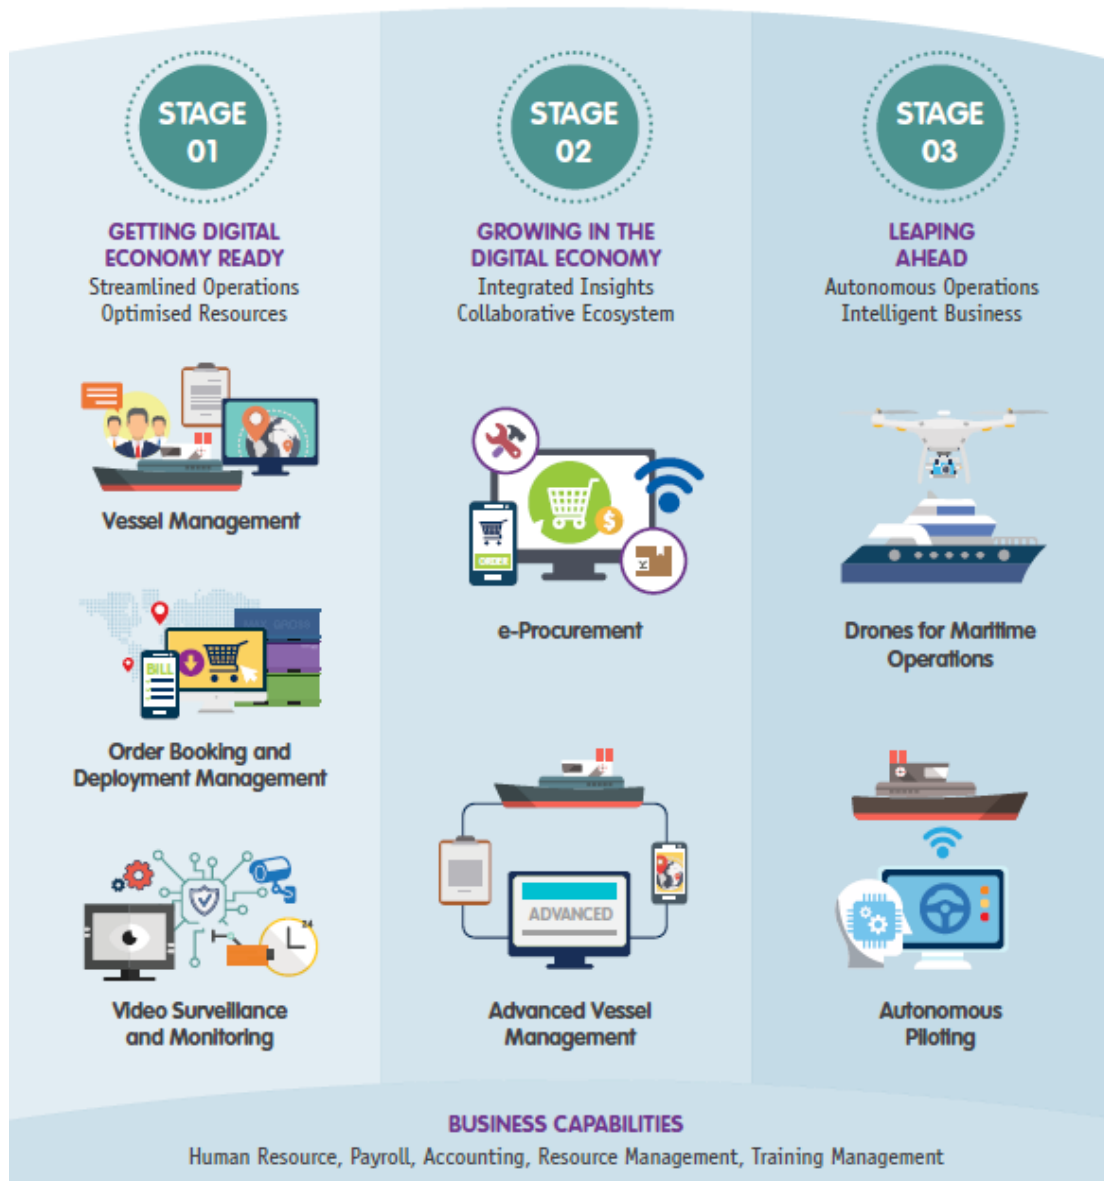 STAGE
01
GETTING DIGITAL
ECONOMY READY
Streamlined Operations
Optimised Resources
Vessel Management
BILL
MAX. GROSS
Order Booking and
Deployment Management
24
Video Surveillance
and Monitoring
STAGE
02
GROWING IN THE
DIGITAL ECONOMY
Integrated Insights
Collaborative Ecosystem
$
ORDER
e-Procurement
ADVANCED
Advanced Vessel
Management
STAGE
03
LEAPING
AHEAD
Autonomous Operations
Intelligent Business
Drones for Maritime
Operations
Autonomous
Piloting
BUSINESS CAPABILITIES
Human Resource, Payroll, Accounting, Resource Management, Training Management